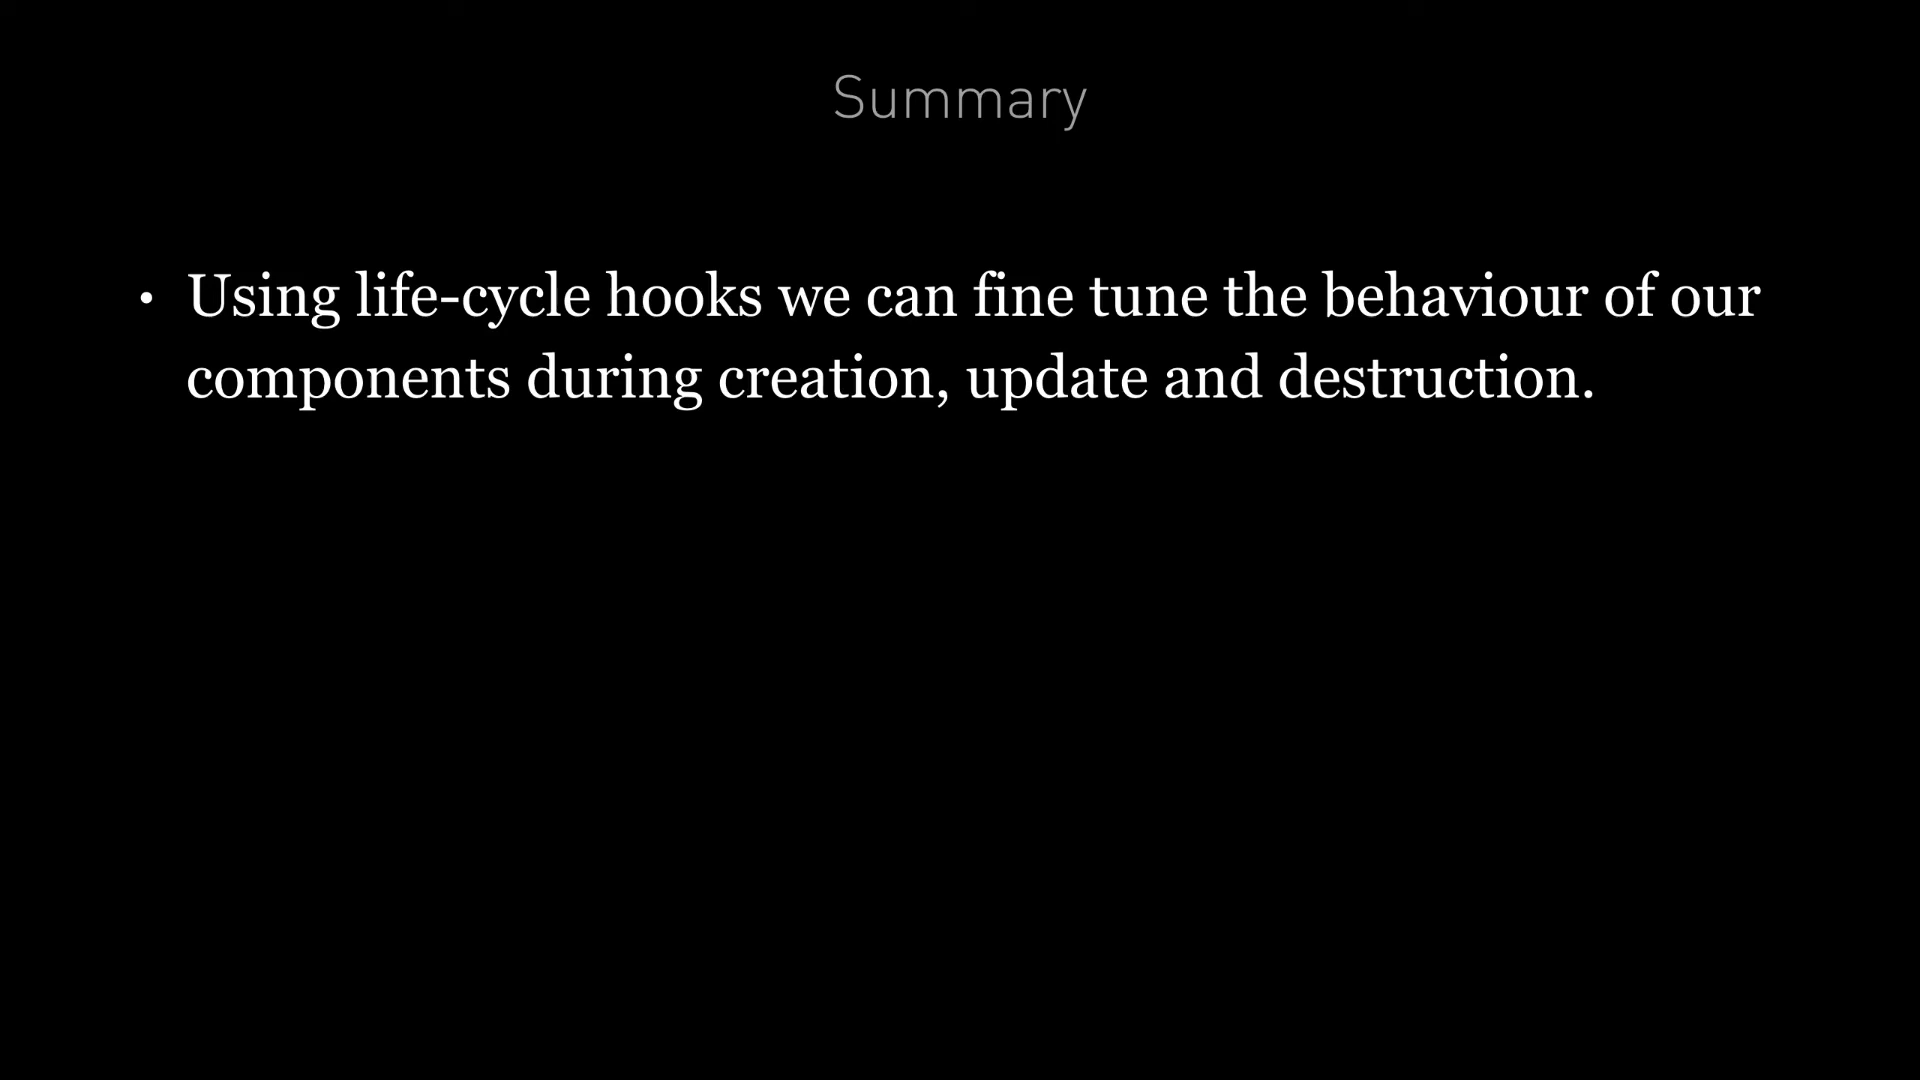 Summary
• Using life-cycle hooks we can fine tune the behaviour of our
components during creation, update and destruction.